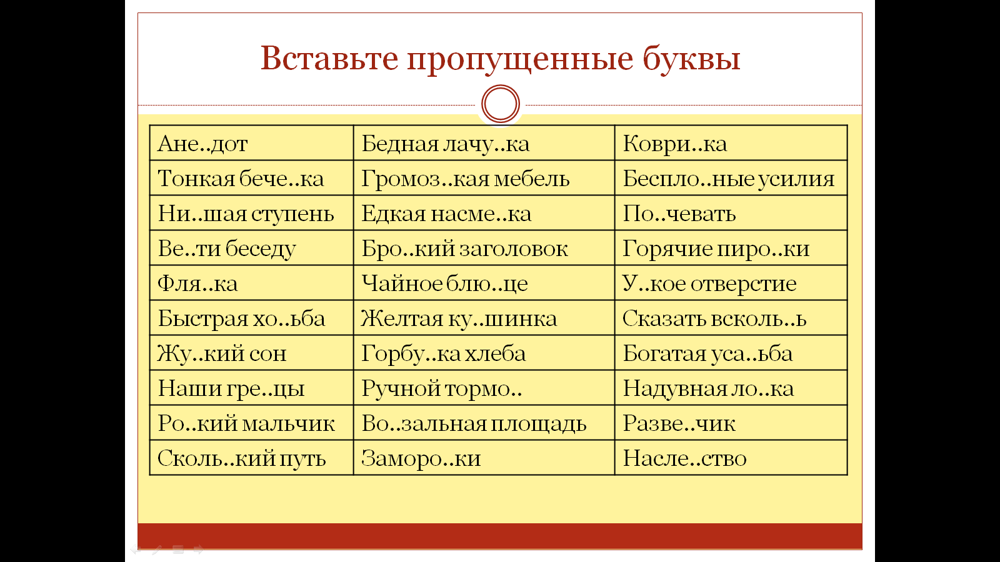 Вставьте пропущенные буквы
Ане..дот Бедная лачу..ка Коври..ка
Тонкая бече..ка Громоз..кая мебель Беспло..ные усилия
Ни..шая ступень Едкая насме..ка По..чевать
Ве..ти беседу Бро..кий заголовок Горячие пиро..ки
Фля..ка Чайное блю..це У..кое отверстие
Быстрая хо..ьба Желтая ку..шинка Сказать всколь..ь
Жу..кий сон Горбу..ка хлеба Богатая уса..ьба
Наши гре..цы Ручной тормо.. Надувная ло..ка
Ро..кий мальчик Во..зальная площадь Разве..чик
Сколь..кий путь Заморо..ки Насле..ство